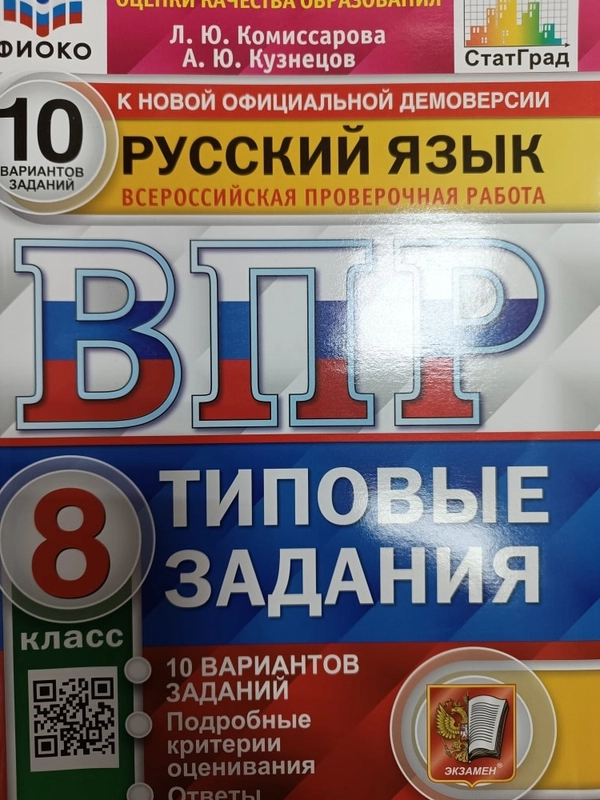 ОЦЕНКИ КАЧЕСТВА ОБРАЗОВАНИЯ
ФИОКО
Л. Ю. Комиссарова
А. Ю. Кузнецов
СтатГрад
10
ВАРИАНТОВ
ЗАДАНИЙ
К НОВОЙ ОФИЦИАЛЬНОЙ ДЕМОВЕРСИИ
РУССКИЙ ЯЗЫК
ВСЕРОССИЙСКАЯ ПРОВЕРОЧНАЯ РАБОТА
ВПР
8
КЛАСС
ТИПОВЫЕ
ЗАДАНИЯ
10 ВАРИАНТОВ
ЗАДАНИЙ
Подробные
критерии
оценивания
Ответы
ЭКЗАМЕН